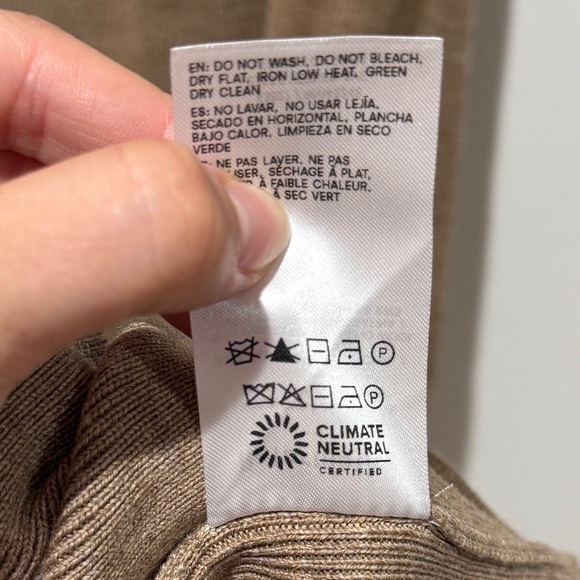 EN: DO NOT WASH, DO NOT BLEACH,
DRY FLAT, IRON LOW HEAT, GREEN
DRY CLEAN
ES: NO LAVAR, NO USAR LEJÍA,
SECADO EN HORIZONTAL, PLANCHA
BAJO CALOR, LIMPIEZA EN SECO
VERDE
NE PAS LAVER, NE PAS
SÉCHAGE À PLAT,
À FAIBLE CHALEUR,
À SEC VERT
P
P
CLIMATE
NEUTRAL
CERTIFIED